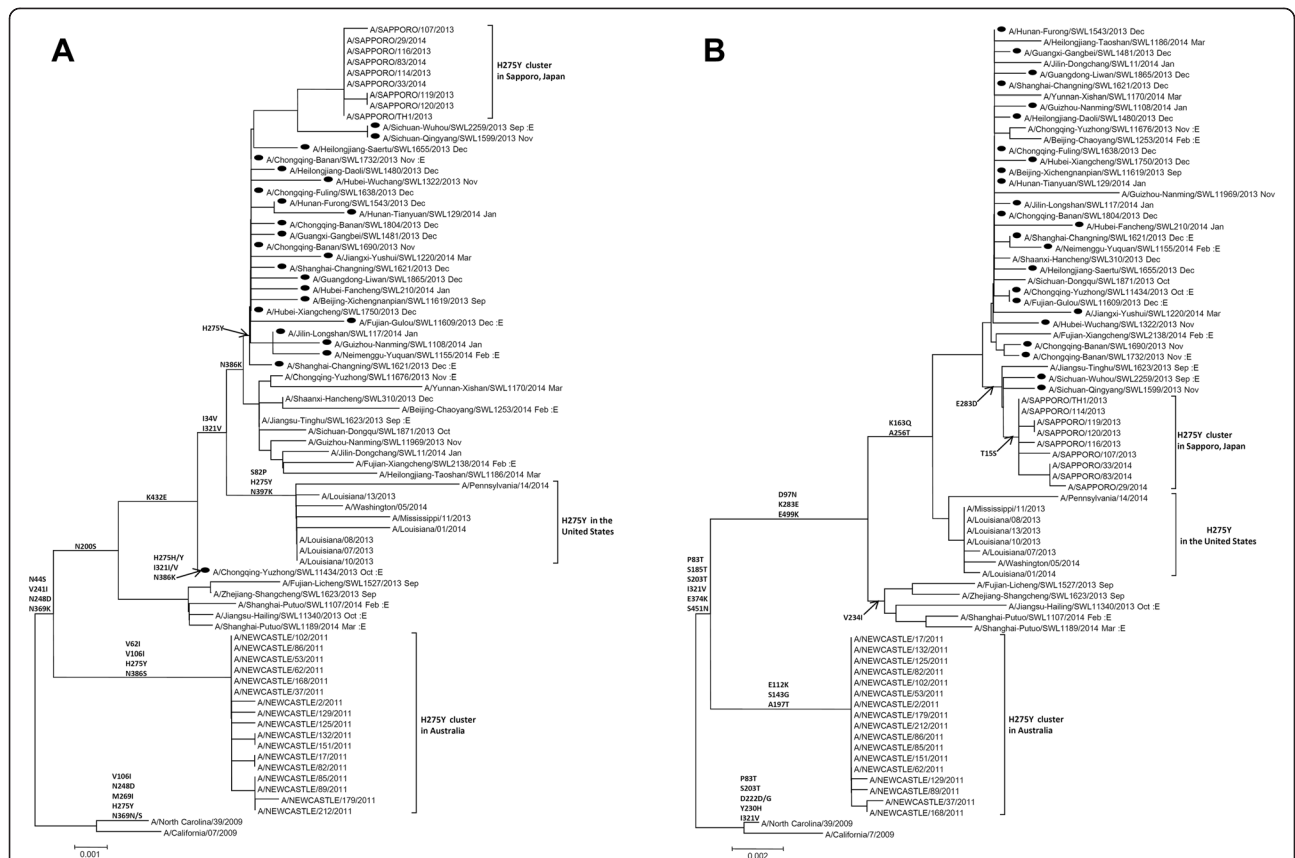 A
A/SAPPORO/107/2013
A/SAPPORO/29/2014
A/SAPPORO/116/2013
A/SAPPORO/83/2014
A/SAPPORO/114/2013
A/SAPPORO/33/2014
A/SAPPORO/119/2013
A/SAPPORO/120/2013
A/SAPPORO/TH1/2013
H275Y cluster
in Sapporo, Japan
A/Sichuan-Wuhou/SWL2259/2013 Sep :E
A/Sichuan-Qingyang/SWL1599/2013 Nov
A/Heilongjiang-Saertu/SWL1655/2013 Dec
A/Chongqing-Banan/SWL1732/2013 Nov :E
A/Heilongjiang-Daoli/SWL1480/2013 Dec
A/Hubei-Wuchang/SWL1322/2013 Nov
A/Chongqing-Fuling/SWL1638/2013 Dec
A/Hunan-Furong/SWL1543/2013 Dec
A/Hunan-Tianyuan/SWL129/2014 Jan
A/Chongqing-Banan/SWL1804/2013 Dec
A/Guangxi-Gangbei/SWL1481/2013 Dec
A/Chongqing-Banan/SWL1690/2013 Nov
A/Jiangxi-Yushui/SWL1220/2014 Mar
A/Shanghai-Changning/SWL1621/2013 Dec
A/Guangdong-Liwan/SWL1865/2013 Dec
A/Hubei-Fancheng/SWL210/2014 Jan
A/Beijing-Xichengnanpian/SWL11619/2013 Sep
A/Hubei-Xiangcheng/SWL1750/2013 Dec
A/Fujian-Gulou/SWL11609/2013 Dec :E
H275Y
A/Jilin-Longshan/SWL117/2014 Jan
A/Guizhou-Nanming/SWL1108/2014 Jan
A/Neimenggu-Yuquan/SWL1155/2014 Feb :E
A/Shanghai-Changning/SWL1621/2013 Dec :E
N386K
A/Chongqing-Yuzhong/SWL11676/2013 Nov :E
A/Yunnan-Xishan/SWL1170/2014 Mar
A/Shaanxi-Hancheng/SWL310/2013 Dec
A/Beijing-Chaoyang/SWL1253/2014 Feb :E
A/Jiangsu-Tinghu/SWL1623/2013 Sep :E
A/Sichuan-Dongqu/SWL1871/2013 Oct
A/Guizhou-Nanming/SWL11969/2013 Nov
A/Jilin-Dongchang/SWL11/2014 Jan
A/Fujian-Xiangcheng/SWL2138/2014 Feb :E
A/Heilongjiang-Taoshan/SWL1186/2014 Mar
I34V
I321V
S82P
H275Y
N397K
A/Pennsylvania/14/2014
A/Louisiana/13/2013
A/Washington/05/2014
A/Mississippi/11/2013
A/Louisiana/01/2014
A/Louisiana/08/2013
A/Louisiana/07/2013
A/Louisiana/10/2013
H275Y in the
United States
K432E
N200S
H275H/Y
I321I/V
N386K
A/Chongqing-Yuzhong/SWL11434/2013 Oct :E
A/Fujian-Licheng/SWL1527/2013 Sep
A/Zhejiang-Shangcheng/SWL1623/2013 Sep
A/Shanghai-Putuo/SWL1107/2014 Feb :E
A/Jiangsu-Hailing/SWL11340/2013 Oct :E
A/Shanghai-Putuo/SWL1189/2014 Mar :E
N44S
V241I
N248D
N369K
V62I
V106I
H275Y
N386S
A/NEWCASTLE/102/2011
A/NEWCASTLE/86/2011
A/NEWCASTLE/53/2011
A/NEWCASTLE/62/2011
A/NEWCASTLE/168/2011
A/NEWCASTLE/37/2011
A/NEWCASTLE/2/2011
A/NEWCASTLE/129/2011
A/NEWCASTLE/125/2011
A/NEWCASTLE/132/2011
A/NEWCASTLE/151/2011
A/NEWCASTLE/17/2011
A/NEWCASTLE/82/2011
A/NEWCASTLE/85/2011
A/NEWCASTLE/89/2011
A/NEWCASTLE/179/2011
A/NEWCASTLE/212/2011
H275Y cluster
in Australia
V106I
N248D
M269I
H275Y
N369N/S
A/North Carolina/39/2009
A/California/07/2009
0.001
B
A/Hunan-Furong/SWL1543/2013 Dec
A/Heilongjiang-Taoshan/SWL1186/2014 Mar
A/Guangxi-Gangbei/SWL1481/2013 Dec
A/Jilin-Dongchang/SWL11/2014 Jan
A/Guangdong-Liwan/SWL1865/2013 Dec
A/Shanghai-Changning/SWL1621/2013 Dec
A/Yunnan-Xishan/SWL1170/2014 Mar
A/Guizhou-Nanming/SWL1108/2014 Jan
A/Heilongjiang-Daoli/SWL1480/2013 Dec
A/Chongqing-Yuzhong/SWL11676/2013 Nov :E
A/Beijing-Chaoyang/SWL1253/2014 Feb :E
A/Chongqing-Fuling/SWL1638/2013 Dec
A/Hubei-Xiangcheng/SWL1750/2013 Dec
A/Beijing-Xichengnanpian/SWL11619/2013 Sep
A/Hunan-Tianyuan/SWL129/2014 Jan
A/Guizhou-Nanming/SWL11969/2013 Nov
A/Jilin-Longshan/SWL117/2014 Jan
A/Chongqing-Banan/SWL1804/2013 Dec
A/Hubei-Fancheng/SWL210/2014 Jan
A/Shanghai-Changning/SWL1621/2013 Dec :E
A/Neimenggu-Yuquan/SWL1155/2014 Feb :E
A/Shaanxi-Hancheng/SWL310/2013 Dec
A/Heilongjiang-Saertu/SWL1655/2013 Dec
A/Sichuan-Dongqu/SWL1871/2013 Oct
A/Chongqing-Yuzhong/SWL11434/2013 Oct :E
A/Fujian-Gulou/SWL11609/2013 Dec :E
A/Jiangxi-Yushui/SWL1220/2014 Mar
A/Hubei-Wuchang/SWL1322/2013 Nov
A/Fujian-Xiangcheng/SWL2138/2014 Feb :E
A/Chongqing-Banan/SWL1690/2013 Nov
A/Chongqing-Banan/SWL1732/2013 Nov :E
A/Jiangsu-Tinghu/SWL1623/2013 Sep :E
A/Sichuan-Wuhou/SWL2259/2013 Sep :E
A/Sichuan-Qingyang/SWL1599/2013 Nov
E283D
A/SAPPORO/TH1/2013
A/SAPPORO/114/2013
A/SAPPORO/119/2013
A/SAPPORO/120/2013
A/SAPPORO/116/2013
A/SAPPORO/107/2013
A/SAPPORO/33/2014
A/SAPPORO/83/2014
A/SAPPORO/29/2014
T15S
H275Y cluster
in Sapporo, Japan
K163Q
A256T
A/Pennsylvania/14/2014
A/Mississippi/11/2013
A/Louisiana/08/2013
A/Louisiana/13/2013
A/Louisiana/10/2013
A/Louisiana/07/2013
A/Washington/05/2014
A/Louisiana/01/2014
H275Y
in the United States
D97N
K283E
E499K
A/Fujian-Licheng/SWL1527/2013 Sep
A/Zhejiang-Shangcheng/SWL1623/2013 Sep
A/Jiangsu-Hailing/SWL11340/2013 Oct :E
A/Shanghai-Putuo/SWL1107/2014 Feb :E
A/Shanghai-Putuo/SWL1189/2014 Mar :E
V234I
P83T
S185T
S203T
I321V
E374K
S451N
E112K
S143G
A197T
A/NEWCASTLE/17/2011
A/NEWCASTLE/132/2011
A/NEWCASTLE/125/2011
A/NEWCASTLE/82/2011
A/NEWCASTLE/102/2011
A/NEWCASTLE/53/2011
A/NEWCASTLE/2/2011
A/NEWCASTLE/179/2011
A/NEWCASTLE/212/2011
A/NEWCASTLE/86/2011
A/NEWCASTLE/85/2011
A/NEWCASTLE/151/2011
A/NEWCASTLE/62/2011
A/NEWCASTLE/129/2011
A/NEWCASTLE/89/2011
A/NEWCASTLE/37/2011
A/NEWCASTLE/168/2011
H275Y cluster
in Australia
P83T
S203T
D222D/G
Y230H
I321V
A/North Carolina/39/2009
A/California/7/2009
0.002